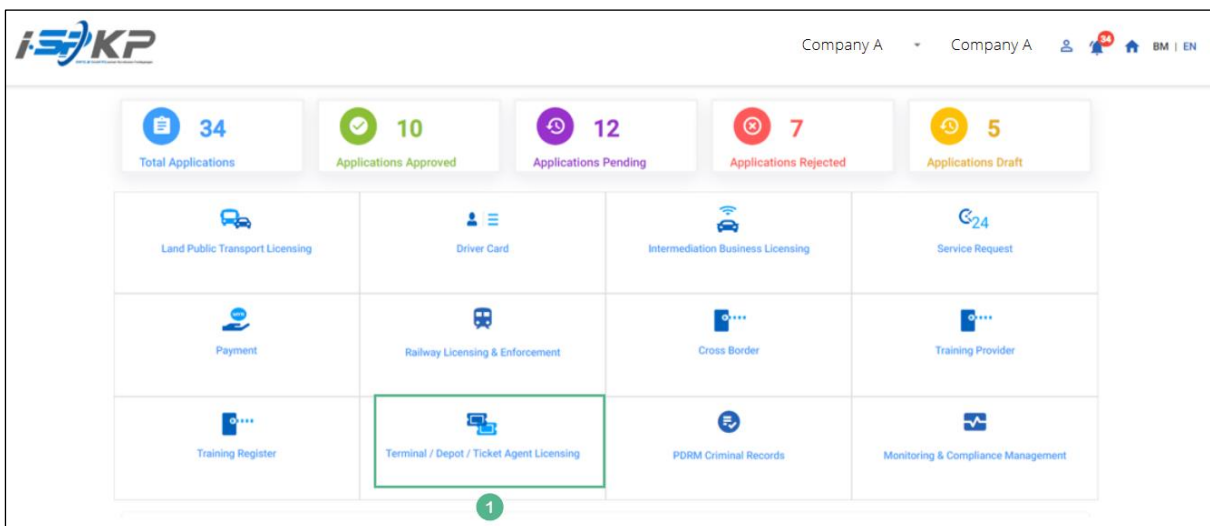 i-SPKP
Company A Company A 34 BM | EN
34 10 12 7 5
Total Applications Applications Approved Applications Pending Applications Rejected Applications Draft
24
Land Public Transport Licensing Driver Card Intermediation Business Licensing Service Request
Payment Railway Licensing & Enforcement Cross Border Training Provider
Training Register Terminal / Depot / Ticket Agent Licensing PDRM Criminal Records Monitoring & Compliance Management
1